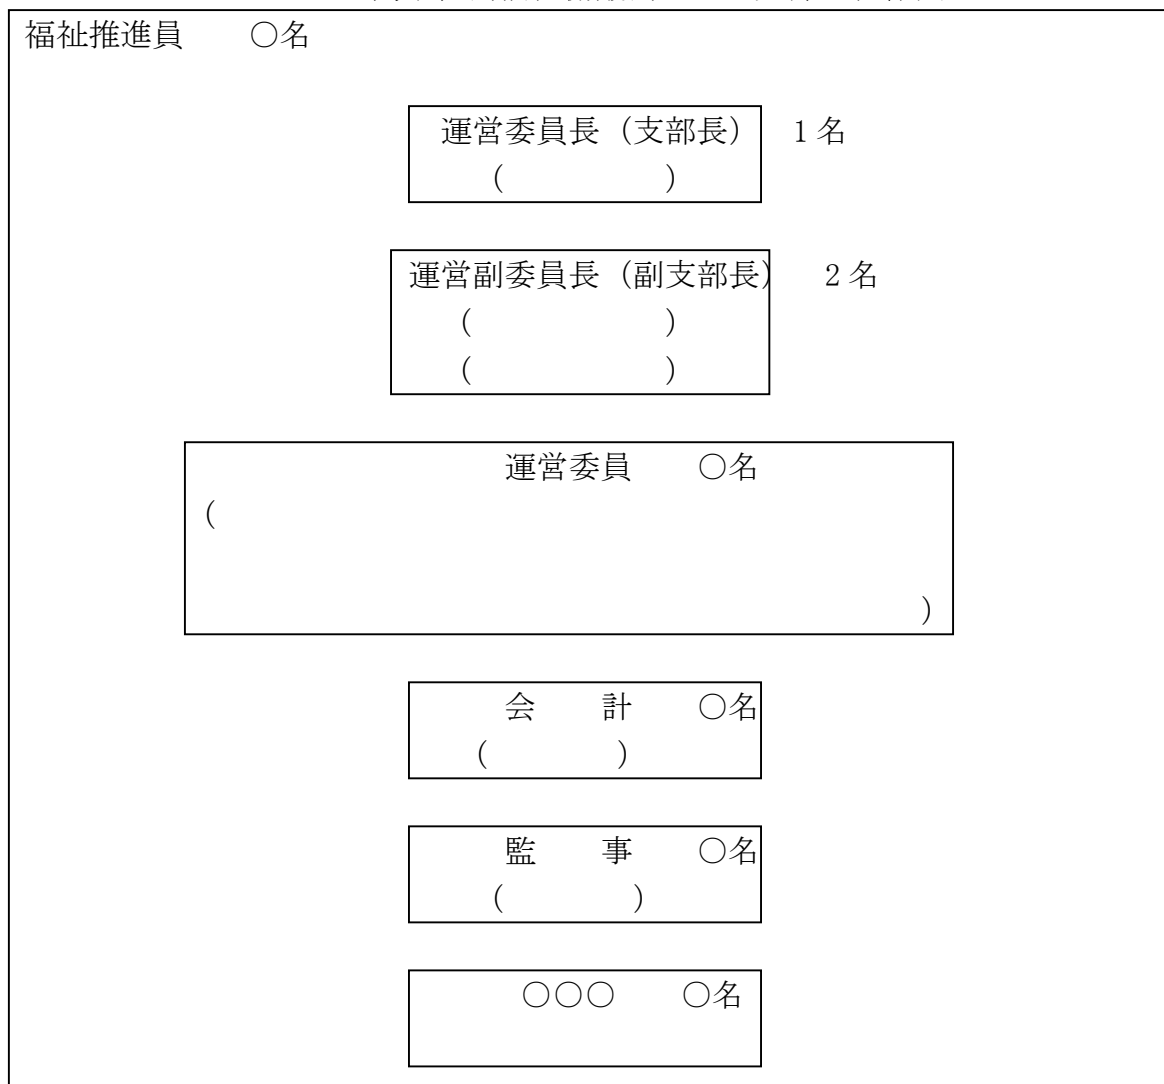 福祉推進員　　○名
運営委員長（支部長）　1名
(　　　　　)
運営副委員長（副支部長）　2名
(　　　　　　)
(　　　　　　)
運営委員　　○名
(
)
会　　計　　○名
(　　　　)
監　　事　　○名
(　　　　)
○○○　　○名